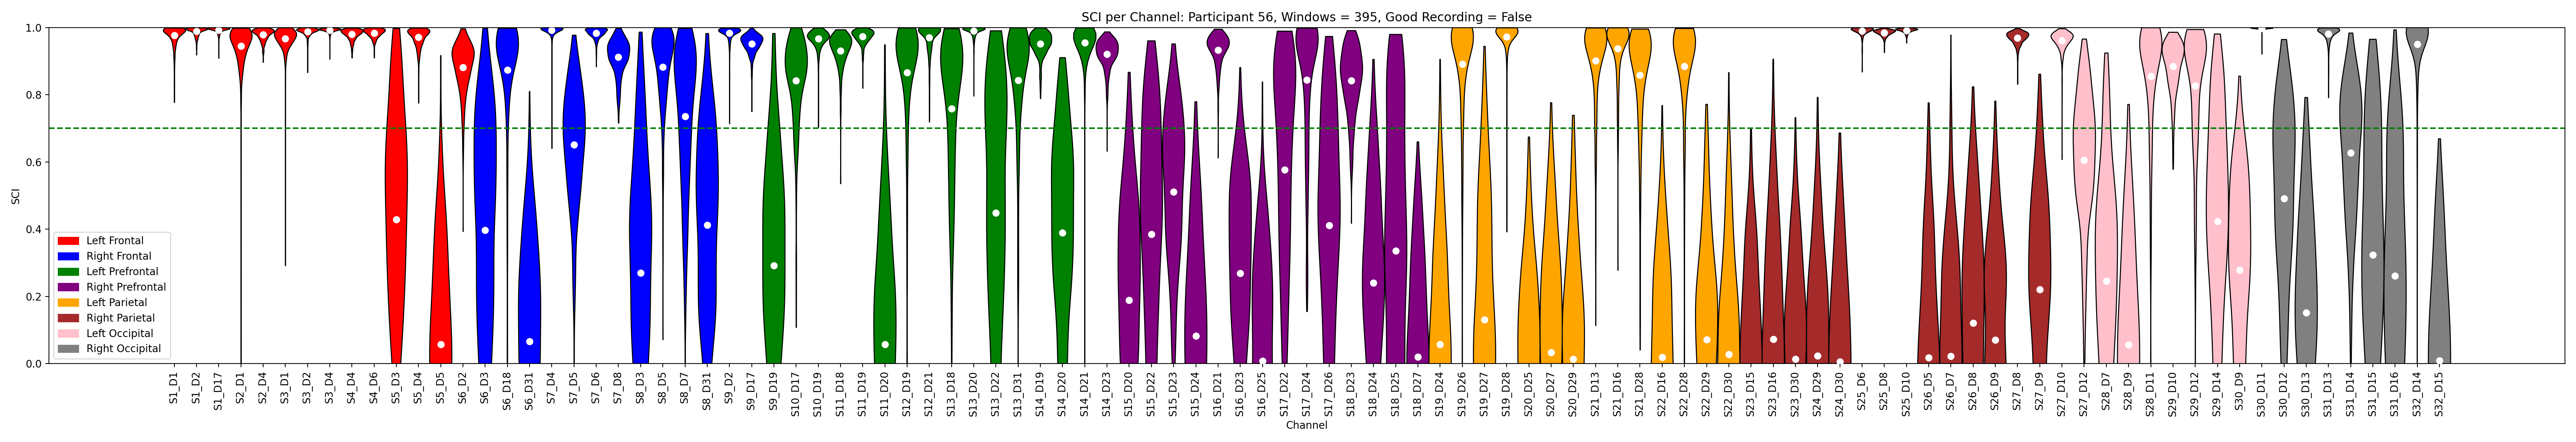 SCI per Channel: Participant 56, Windows = 395, Good Recording = False
SCI
1.0
0.8
0.6
0.4
0.2
0.0
Left Frontal
Right Frontal
Left Prefrontal
Right Prefrontal
Left Parietal
Right Parietal
Left Occipital
Right Occipital
S1_D1
S1_D2
S1_D17
S2_D1
S2_D4
S3_D1
S3_D2
S3_D4
S4_D4
S4_D6
S5_D3
S5_D4
S5_D5
S6_D2
S6_D3
S6_D18
S6_D31
S7_D4
S7_D5
S7_D6
S7_D8
S8_D3
S8_D5
S8_D7
S8_D31
S9_D2
S9_D17
S9_D19
S10_D17
S10_D19
S11_D18
S11_D19
S11_D20
S12_D19
S12_D21
S13_D18
S13_D20
S13_D22
S13_D31
S14_D19
S14_D20
S14_D21
S14_D23
S15_D20
S15_D22
S15_D23
S15_D24
S16_D21
S16_D23
S16_D25
S17_D22
S17_D24
S17_D26
S18_D23
S18_D24
S18_D25
S18_D27
S19_D24
S19_D26
S19_D27
S19_D28
S20_D25
S20_D27
S20_D29
S21_D13
S21_D16
S21_D28
S22_D16
S22_D28
S22_D29
S22_D30
S23_D15
S23_D16
S23_D30
S24_D29
S24_D30
S25_D6
S25_D8
S25_D10
S26_D5
S26_D7
S26_D8
S26_D9
S27_D8
S27_D9
S27_D10
S27_D12
S28_D7
S28_D9
S28_D11
S29_D10
S29_D12
S29_D14
S30_D9
S30_D11
S30_D12
S30_D13
S31_D13
S31_D14
S31_D15
S31_D16
S32_D14
S32_D15
Channel